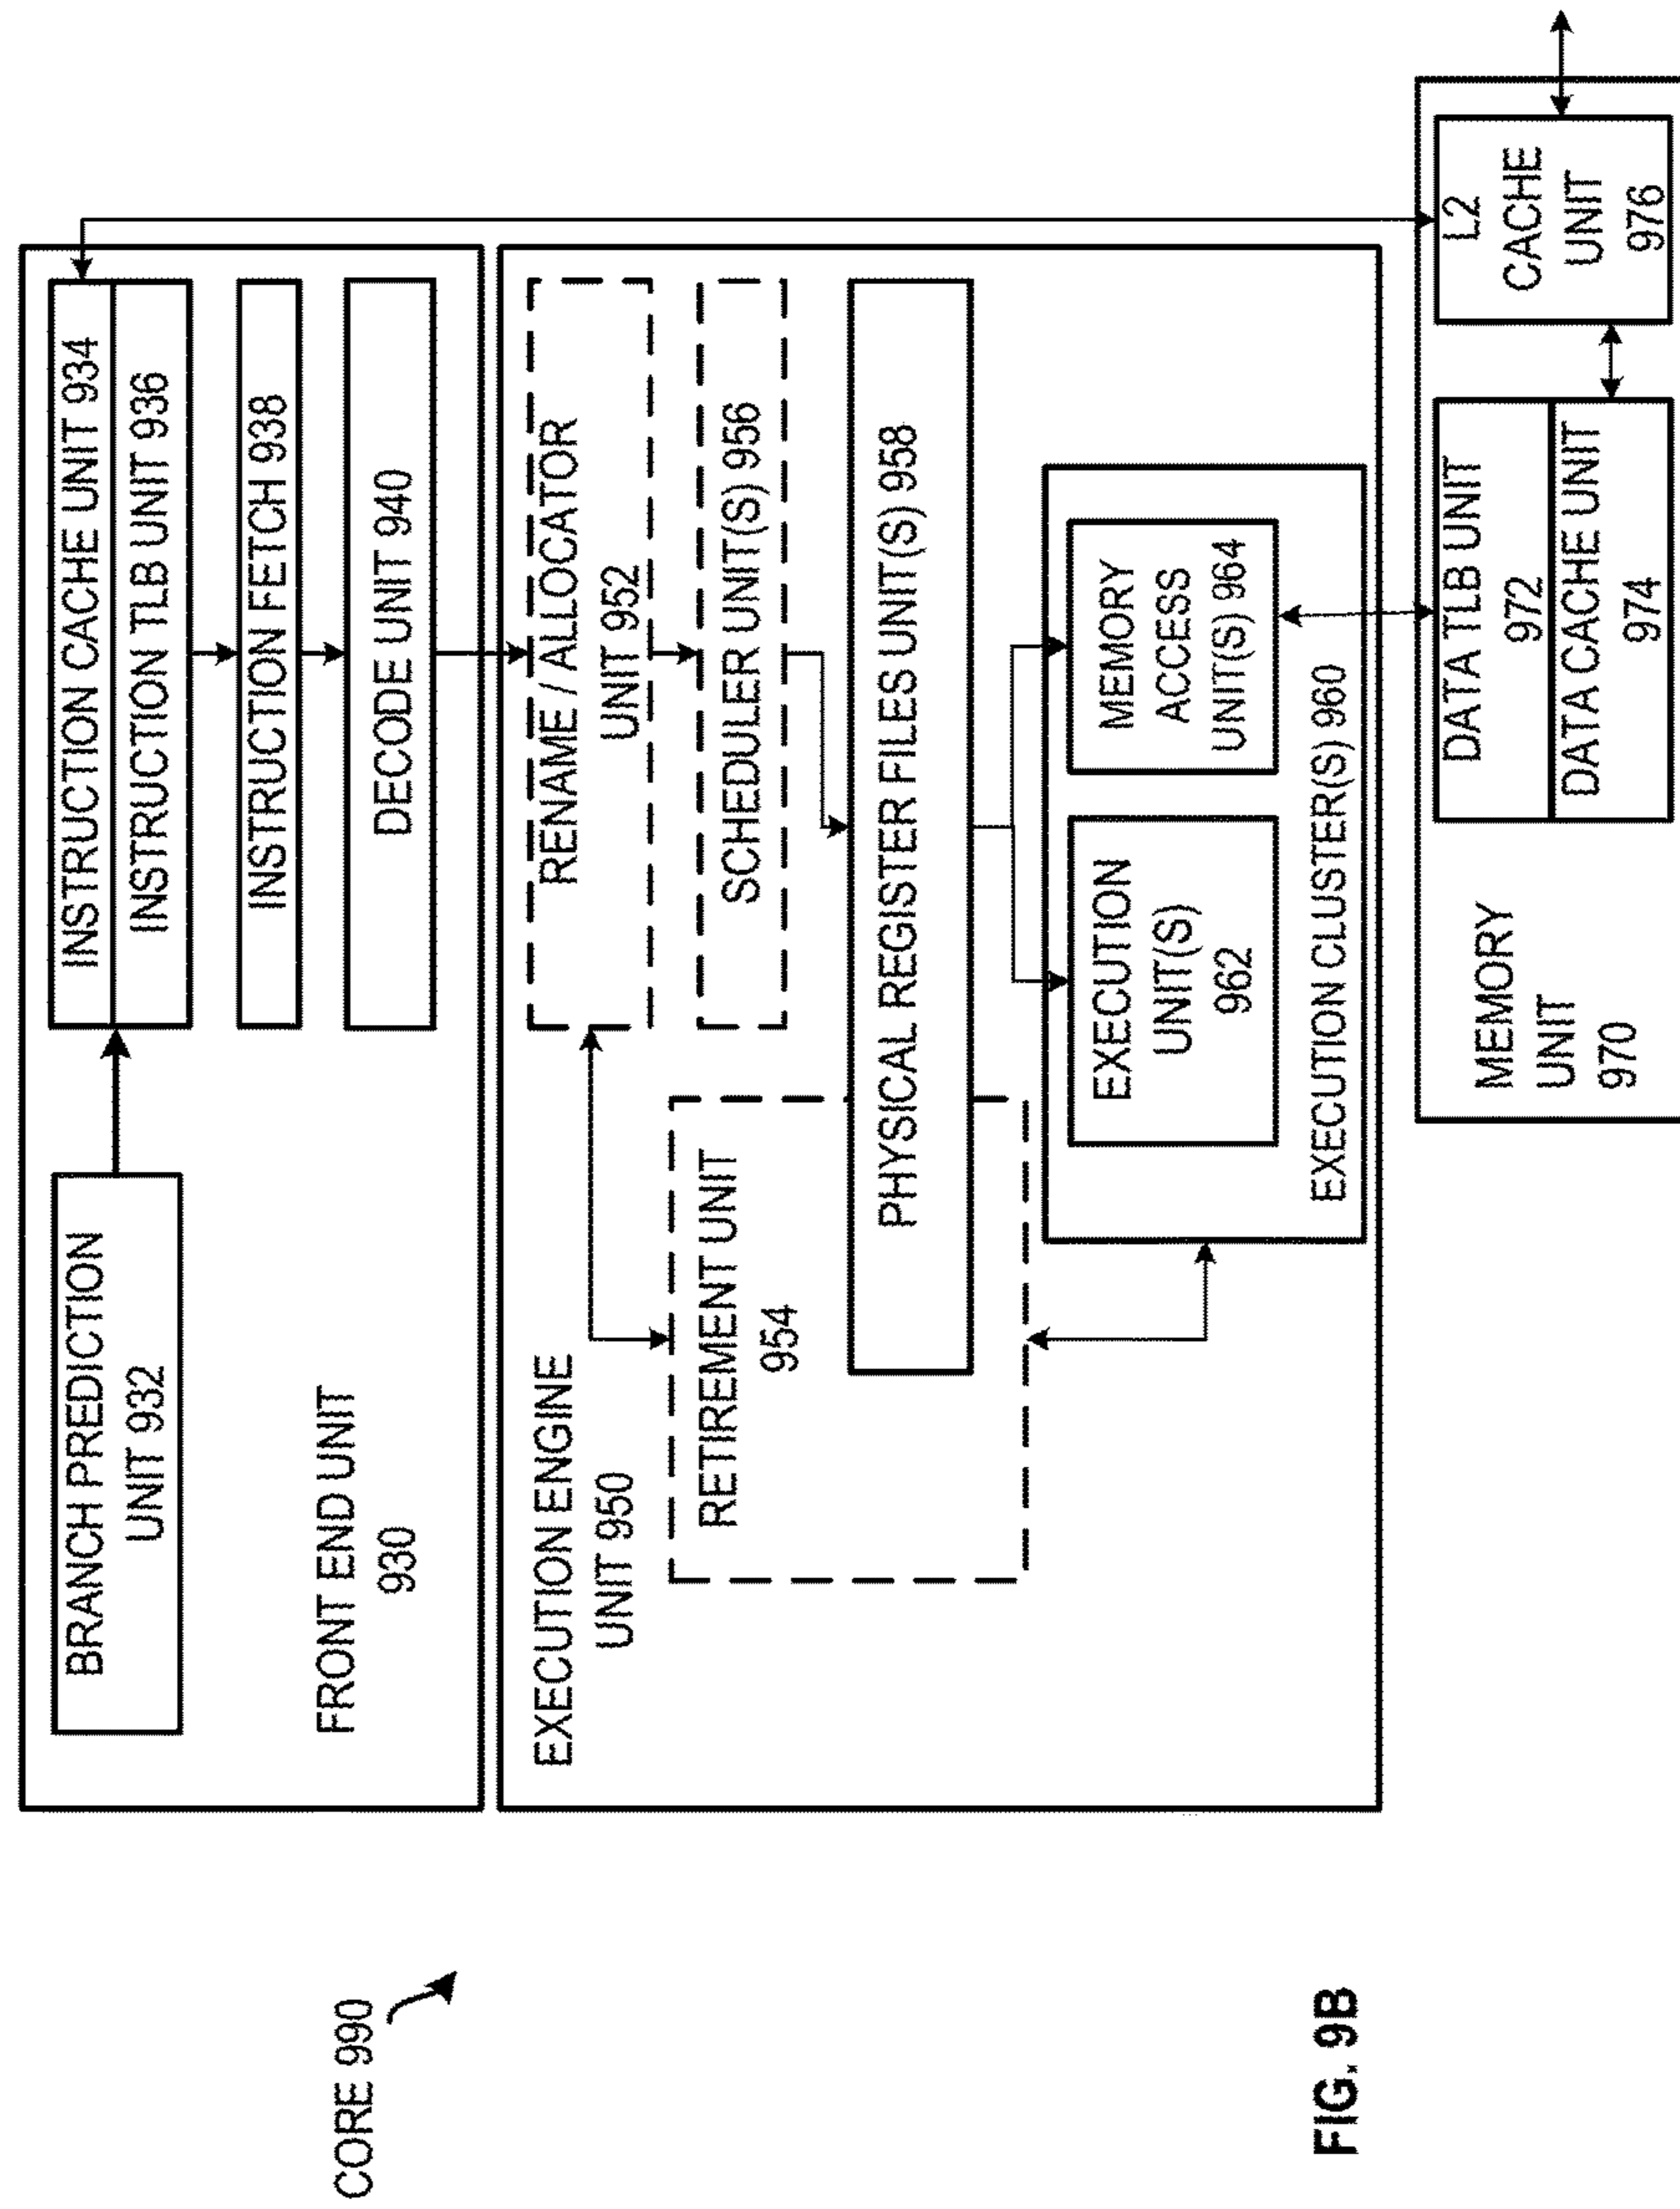 CORE 990
BRANCH PREDICTION
UNIT 932
INSTRUCTION CACHE UNIT 934
INSTRUCTION TLB UNIT 936
INSTRUCTION FETCH 938
FRONT END UNIT
930
DECODE UNIT 940
EXECUTION ENGINE
UNIT 950
RENAME / ALLOCATOR
UNIT 952
RETIREMENT UNIT
954
SCHEDULER UNIT(S) 956
PHYSICAL REGISTER FILES UNIT(S) 958
EXECUTION
UNIT(S)
962
MEMORY
ACCESS
UNIT(S) 964
EXECUTION CLUSTER(S) 960
MEMORY
UNIT
970
DATA TLB UNIT
972
DATA CACHE UNIT
974
L2
CACHE
UNIT
976
FIG. 9B